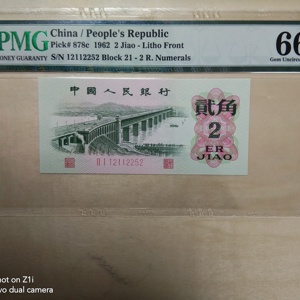 PMG
MONEY GUARANTY
China / People's Republic
Pick# 878c 1962 2 Jiao - Litho Front
S/N 12112252 Block 21 - 2 R. Numerals
66
Gem Uncirc
中国人民银行
贰角
2
ER
JIAO
II I 12112252
hot on Z1i
vo dual camera